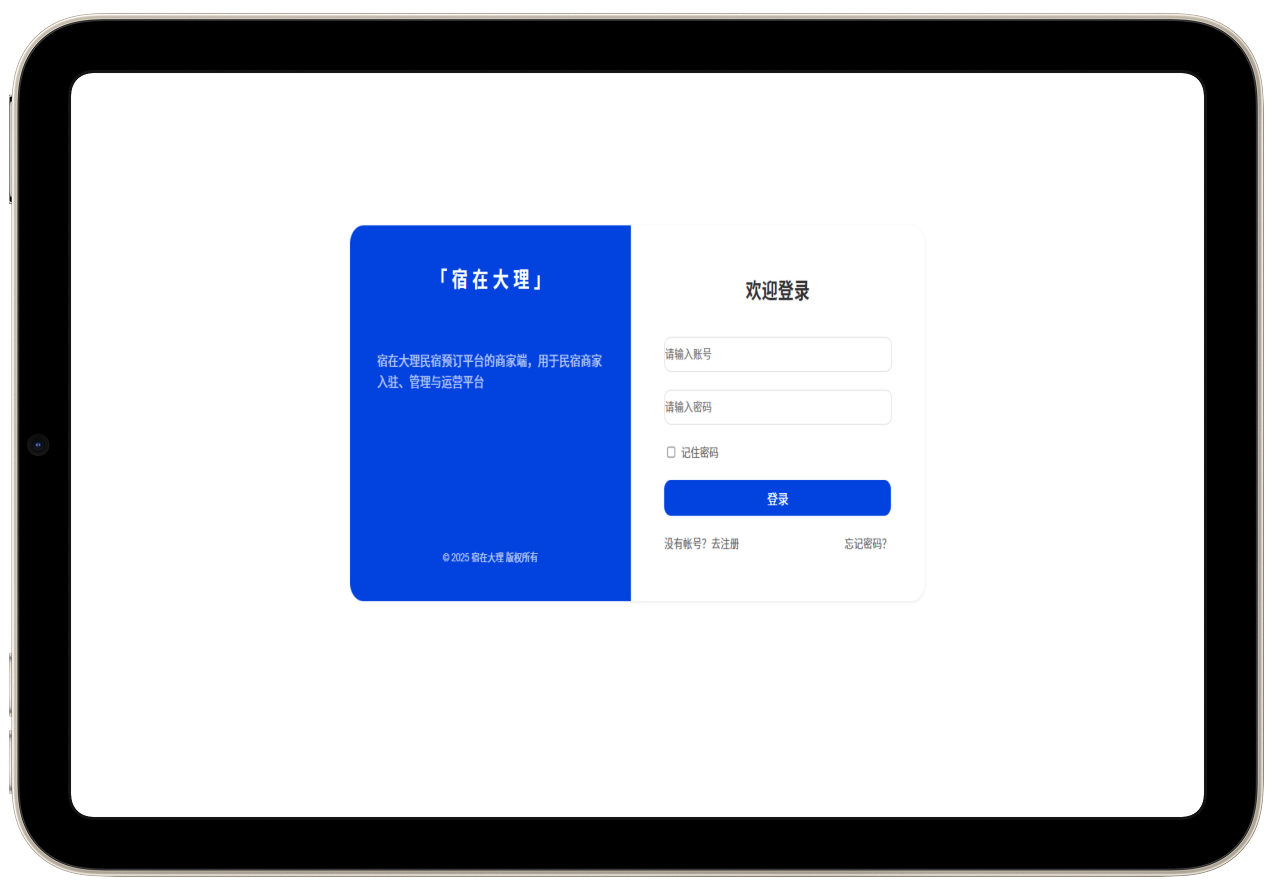 「宿在大理」
宿在大理民宿预订平台的商家端，用于民宿商家
入驻、管理与运营平台
© 2025 宿在大理 版权所有
欢迎登录
请输入账号
请输入密码
记住密码
登录
没有帐号？去注册
忘记密码？